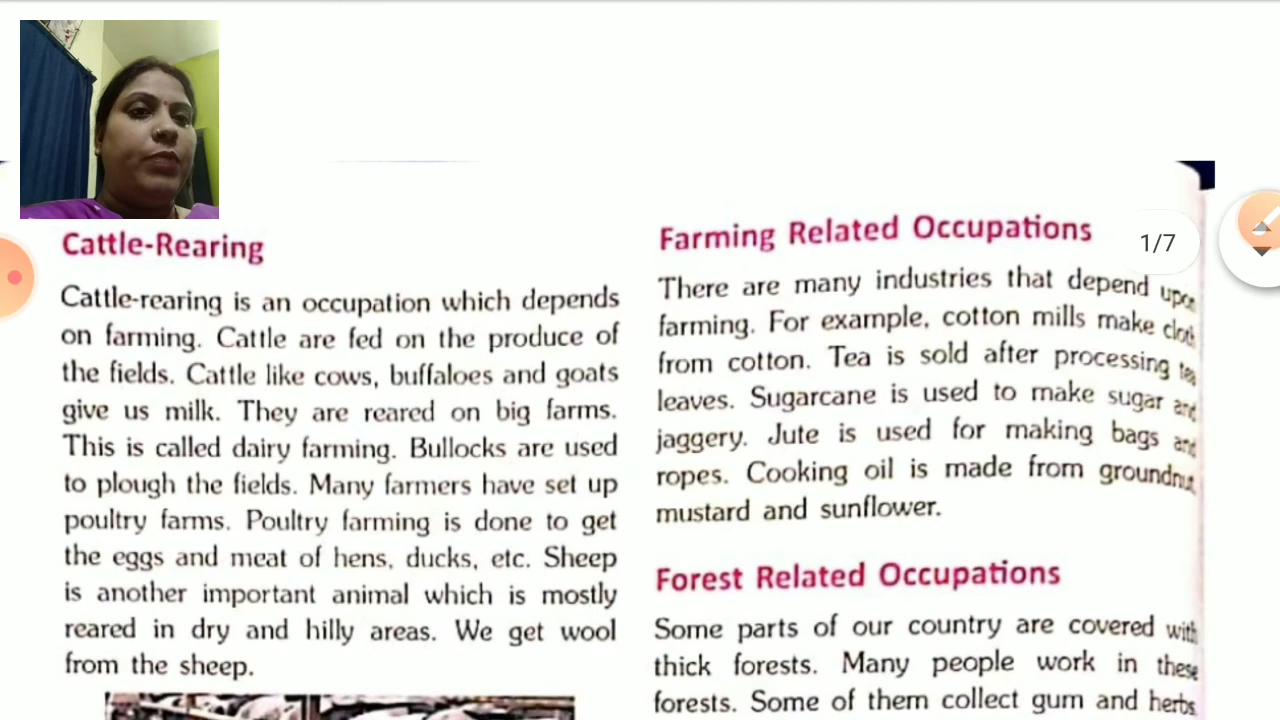 Cattle-Rearing
Cattle-rearing is an occupation which depends
on farming. Cattle are fed on the produce of
the fields. Cattle like cows, buffaloes and goats
give us milk. They are reared on big farms.
This is called dairy farming. Bullocks are used
to plough the fields. Many farmers have set up
poultry farms. Poultry farming is done to get
the eggs and meat of hens, ducks, etc. Sheep
is another important animal which is mostly
reared in dry and hilly areas. We get wool
from the sheep.
Farming Related Occupations
1/7
There are many industries that depend upon
farming. For example, cotton mills make cloth
from cotton. Tea is sold after processing tea
leaves. Sugarcane is used to make sugar and
jaggery. Jute is used for making bags and
ropes. Cooking oil is made from groundnut,
mustard and sunflower.
Forest Related Occupations
Some parts of our country are covered with
thick forests. Many people work in these
forests. Some of them collect gum and herbs